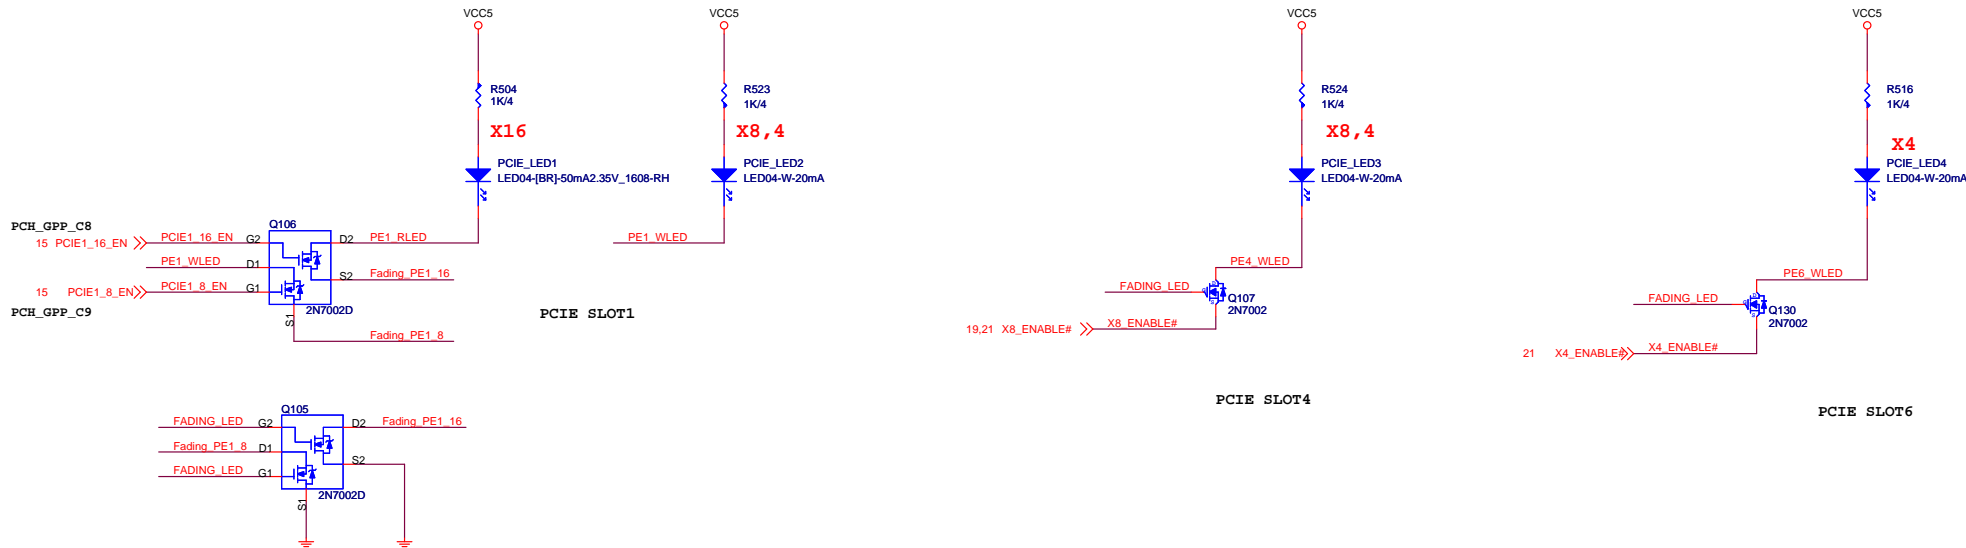 VCC5
VCC5
VCC5
VCC5
R504
1K/4
R523
1K/4
R524
1K/4
R516
1K/4
X16
X8,4
X8,4
X4
PCIE_LED1
LED04-[BR]-50mA2.35V_1608-RH
PCIE_LED2
LED04-W-20mA
PCIE_LED3
LED04-W-20mA
PCIE_LED4
LED04-W-20mA
PCH_GPP_C8
15 PCIE1_16_EN
PCIE1_16_EN
G2
Q106
D2
PE1_RLED
PE1_WLED
PE1_WLED
D1
S2
Fading_PE1_16
15 PCIE1_8_EN
PCIE1_8_EN
G1
PCH_GPP_C9
2N7002D
S1
Fading_PE1_8
PCIE SLOT1
PE4_WLED
FADING_LED
Q107
2N7002
19,21 X8_ENABLE#
X8_ENABLE#
PCIE SLOT4
PE6_WLED
FADING_LED
Q130
2N7002
21 X4_ENABLE#
X4_ENABLE#
PCIE SLOT6
Q105
FADING_LED
G2
D2
Fading_PE1_16
Fading_PE1_8
D1
S2
FADING_LED
G1
2N7002D
S1